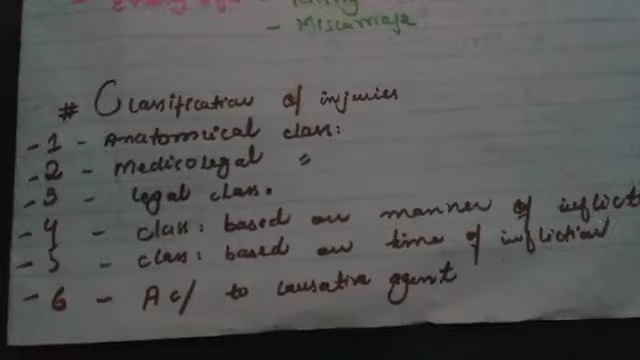 - Miscarriage
# Classification of injuries
-1 - Anatomical class:
-2 - Medicolegal "
-3 - legal class.
-4 - class: based on manner of inflict
-5 - class: based on time of infliction
-6 - Ac/ to causative agent